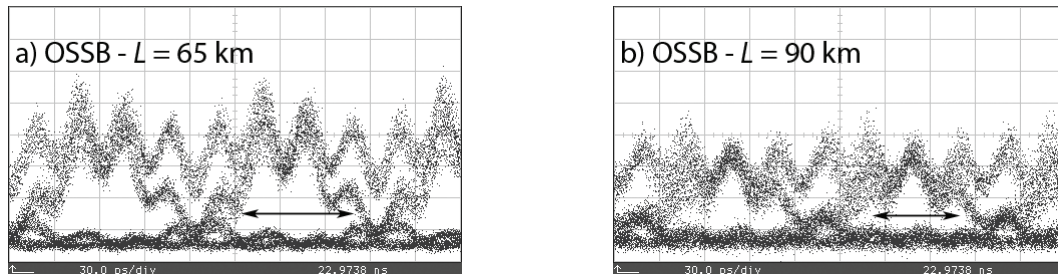 a) OSSB - L = 65 km
30.0 ps/div 22.9738 ns
b) OSSB - L = 90 km
30.0 ps/div 22.9738 ns